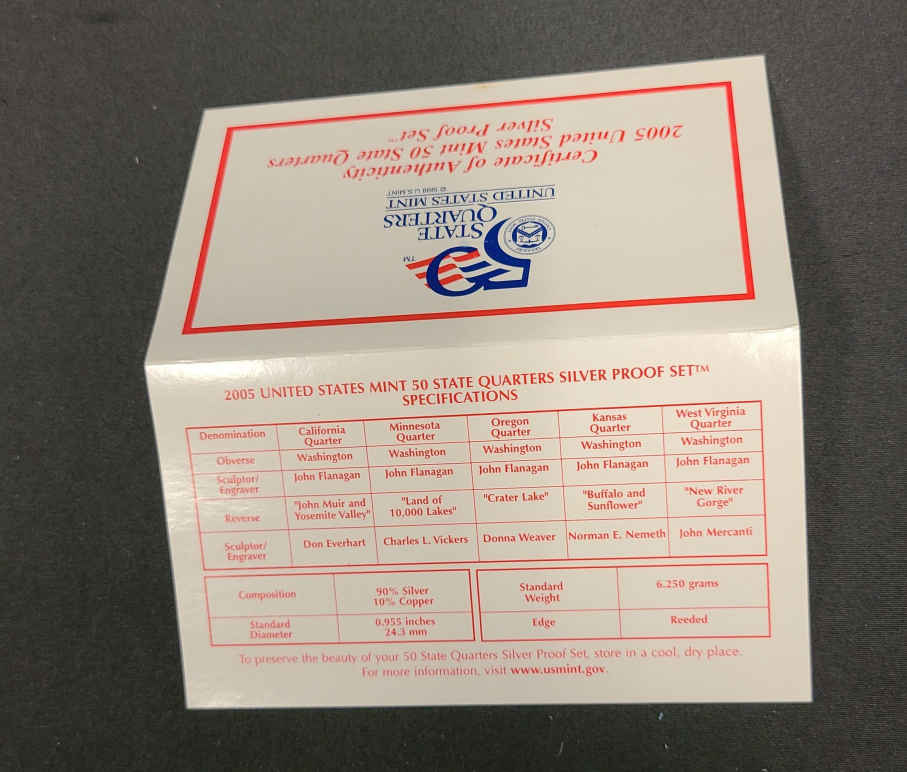 Certificate of Authenticity
2005 United States Mint 50 State Quarters
Silver Proof Set™
50
TM
STATE
QUARTERS
UNITED STATES MINT
© 1999 U.S. MINT
2005 UNITED STATES MINT 50 STATE QUARTERS SILVER PROOF SET™
SPECIFICATIONS
Denomination California Quarter Minnesota Quarter Oregon Quarter Kansas Quarter West Virginia Quarter
Obverse Washington Washington Washington Washington Washington
Sculptor/Engraver John Flanagan John Flanagan John Flanagan John Flanagan John Flanagan
Reverse "John Muir and Yosemite Valley" "Land of 10,000 Lakes" "Crater Lake" "Buffalo and Sunflower" "New River Gorge"
Sculptor/Engraver Don Everhart Charles L. Vickers Donna Weaver Norman E. Nemeth John Mercanti
Composition 90% Silver 10% Copper Standard Weight 6.250 grams
Standard Diameter 0.955 inches 24.3 mm Edge Reeded
To preserve the beauty of your 50 State Quarters Silver Proof Set, store in a cool, dry place.
For more information, visit www.usmint.gov.